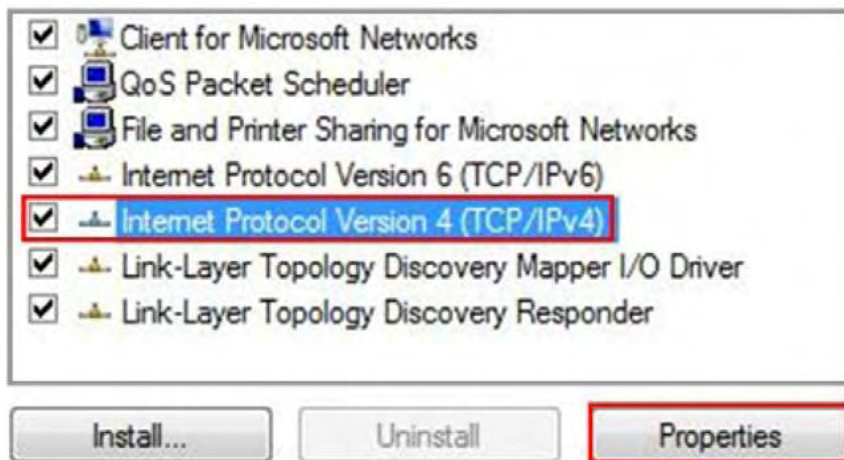 Client for Microsoft Networks
QoS Packet Scheduler
File and Printer Sharing for Microsoft Networks
Internet Protocol Version 6 (TCP/IPv6)
Internet Protocol Version 4 (TCP/IPv4)
Link-Layer Topology Discovery Mapper I/O Driver
Link-Layer Topology Discovery Responder
Install... Uninstall Properties